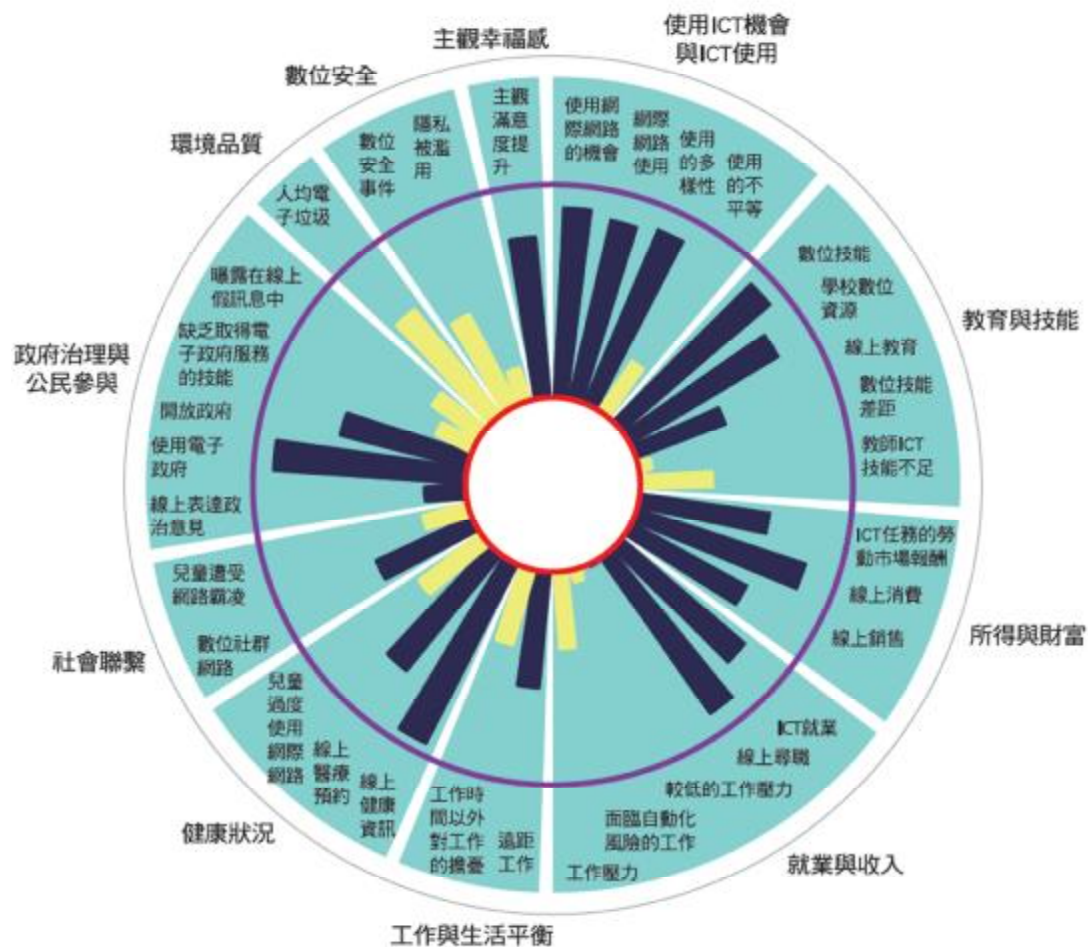 主觀幸福感
使用ICT機會
與ICT使用
數位安全
環境品質
主觀
滿意
度提
升
使用網
際網路
的機會
網際
網路
使用
使用
的多
樣性
使用
的不
平等
數位技能
學校數位
資源
線上教育
數位技能
差距
教師ICT
技能不足
教育與技能
ICT任務的勞
動市場報酬
線上消費
線上銷售
所得與財富
ICT就業
線上尋職
較低的工作壓力
面臨自動化
風險的工作
工作壓力
就業與收入
遠距
工作
工作時
間以外
對工作
的擔憂
工作與生活平衡
線上
健康
資訊
線上
醫療
預約
兒童
過度
使用
網際
網路
健康狀況
數位社群
網路
兒童遭受
網路霸凌
社會聯繫
線上表達政
治意見
使用電子
政府
開放政府
缺乏取得電
子政府服務
的技能
曝露在線上
假訊息中
政府治理與
公民參與
人均電
子垃圾
數位
安全
事件
隱私
被濫
用